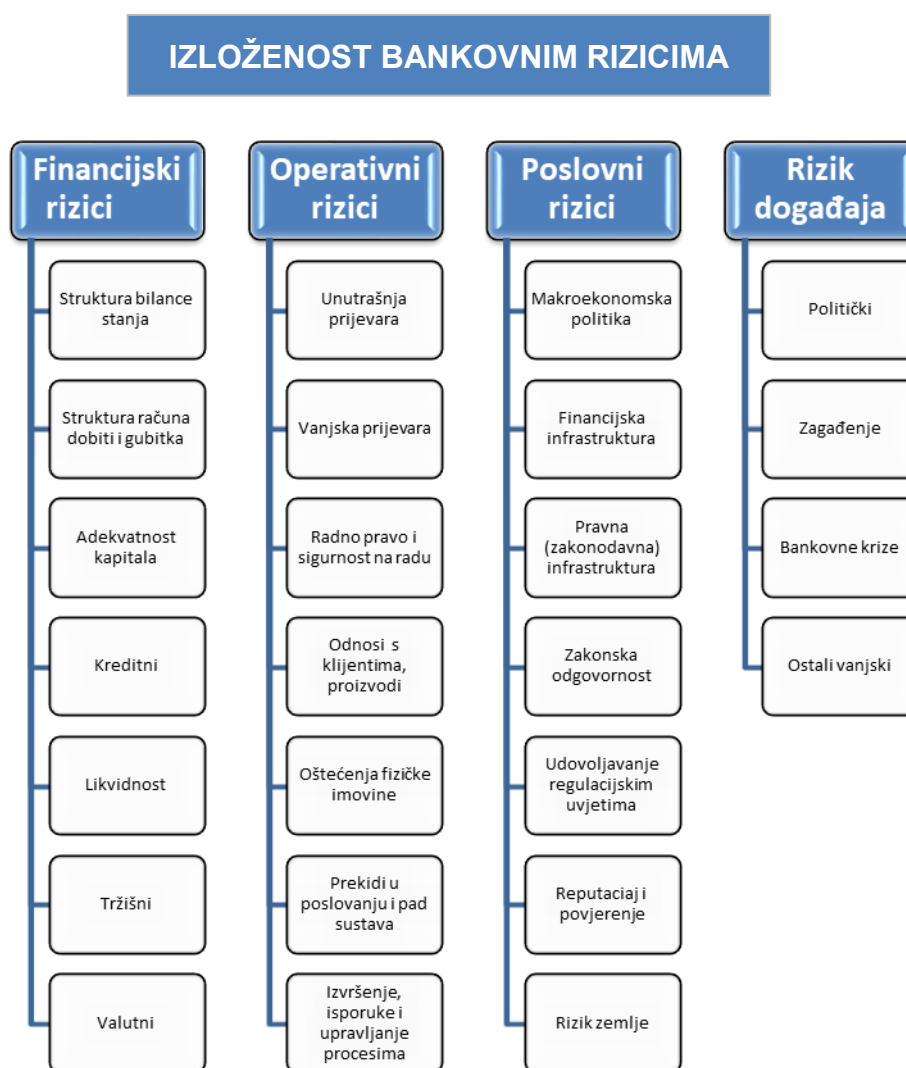 IZLOŽENOST BANKOVNIM RIZICIMA
Financijski
rizici
Struktura bilance
stanja
Struktura računa
dobiti i gubitka
Adekvatnost
kapitala
Kreditni
Likvidnost
Tržišni
Valutni
Operativni
rizici
Unutrašnja
prijevara
Vanjska prijevara
Radno pravo i
sigurnost na radu
Odnosi s
klijentima,
proizvodi
Oštećenja fizičke
imovine
Prekidi u
poslovanju i pad
sustava
Izvršenje,
isporuke i
upravljanje
procesima
Poslovni
rizici
Makroekonomska
politika
Financijska
infrastruktura
Pravna
(zakonodavna)
infrastruktura
Zakonska
odgovornost
Udovoljavanje
regulacijskim
uvjetima
Reputaciaj i
povjerenje
Rizik zemlje
Rizik
događaja
Politički
Zagađenje
Bankovne krize
Ostali vanjski